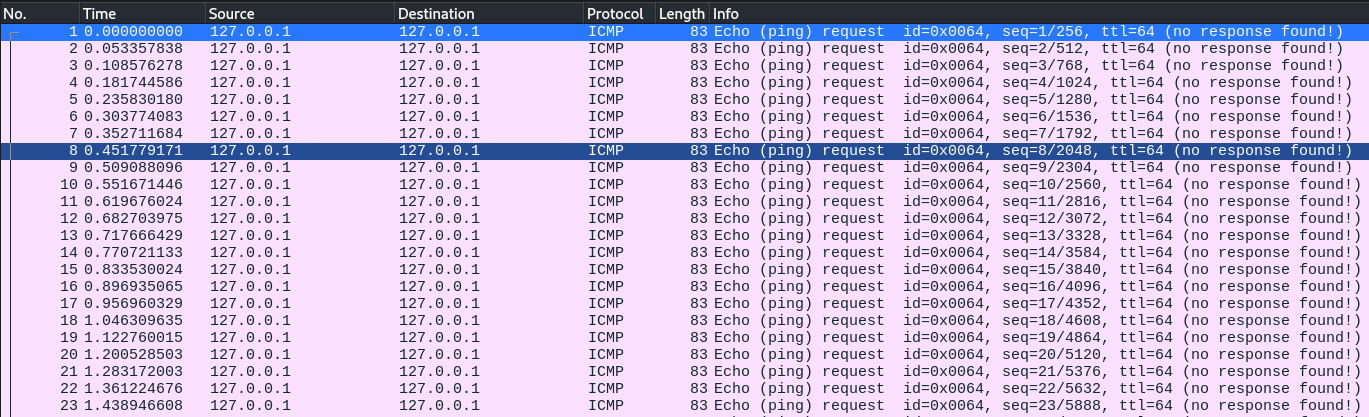 No. Time Source Destination Protocol Length Info
1 0.000000000 127.0.0.1 127.0.0.1 ICMP 83 Echo (ping) request id=0x0064, seq=1/256, ttl=64 (no response found!)
2 0.053357838 127.0.0.1 127.0.0.1 ICMP 83 Echo (ping) request id=0x0064, seq=2/512, ttl=64 (no response found!)
3 0.108576278 127.0.0.1 127.0.0.1 ICMP 83 Echo (ping) request id=0x0064, seq=3/768, ttl=64 (no response found!)
4 0.181744586 127.0.0.1 127.0.0.1 ICMP 83 Echo (ping) request id=0x0064, seq=4/1024, ttl=64 (no response found!)
5 0.235830180 127.0.0.1 127.0.0.1 ICMP 83 Echo (ping) request id=0x0064, seq=5/1280, ttl=64 (no response found!)
6 0.303774083 127.0.0.1 127.0.0.1 ICMP 83 Echo (ping) request id=0x0064, seq=6/1536, ttl=64 (no response found!)
7 0.352711684 127.0.0.1 127.0.0.1 ICMP 83 Echo (ping) request id=0x0064, seq=7/1792, ttl=64 (no response found!)
8 0.451779171 127.0.0.1 127.0.0.1 ICMP 83 Echo (ping) request id=0x0064, seq=8/2048, ttl=64 (no response found!)
9 0.509088096 127.0.0.1 127.0.0.1 ICMP 83 Echo (ping) request id=0x0064, seq=9/2304, ttl=64 (no response found!)
10 0.551671446 127.0.0.1 127.0.0.1 ICMP 83 Echo (ping) request id=0x0064, seq=10/2560, ttl=64 (no response found!)
11 0.619676024 127.0.0.1 127.0.0.1 ICMP 83 Echo (ping) request id=0x0064, seq=11/2816, ttl=64 (no response found!)
12 0.682703975 127.0.0.1 127.0.0.1 ICMP 83 Echo (ping) request id=0x0064, seq=12/3072, ttl=64 (no response found!)
13 0.717666429 127.0.0.1 127.0.0.1 ICMP 83 Echo (ping) request id=0x0064, seq=13/3328, ttl=64 (no response found!)
14 0.770721133 127.0.0.1 127.0.0.1 ICMP 83 Echo (ping) request id=0x0064, seq=14/3584, ttl=64 (no response found!)
15 0.833530024 127.0.0.1 127.0.0.1 ICMP 83 Echo (ping) request id=0x0064, seq=15/3840, ttl=64 (no response found!)
16 0.896935065 127.0.0.1 127.0.0.1 ICMP 83 Echo (ping) request id=0x0064, seq=16/4096, ttl=64 (no response found!)
17 0.956960329 127.0.0.1 127.0.0.1 ICMP 83 Echo (ping) request id=0x0064, seq=17/4352, ttl=64 (no response found!)
18 1.046309635 127.0.0.1 127.0.0.1 ICMP 83 Echo (ping) request id=0x0064, seq=18/4608, ttl=64 (no response found!)
19 1.122760015 127.0.0.1 127.0.0.1 ICMP 83 Echo (ping) request id=0x0064, seq=19/4864, ttl=64 (no response found!)
20 1.200528503 127.0.0.1 127.0.0.1 ICMP 83 Echo (ping) request id=0x0064, seq=20/5120, ttl=64 (no response found!)
21 1.283172003 127.0.0.1 127.0.0.1 ICMP 83 Echo (ping) request id=0x0064, seq=21/5376, ttl=64 (no response found!)
22 1.361224676 127.0.0.1 127.0.0.1 ICMP 83 Echo (ping) request id=0x0064, seq=22/5632, ttl=64 (no response found!)
23 1.438946608 127.0.0.1 127.0.0.1 ICMP 83 Echo (ping) request id=0x0064, seq=23/5888, ttl=64 (no response found!)